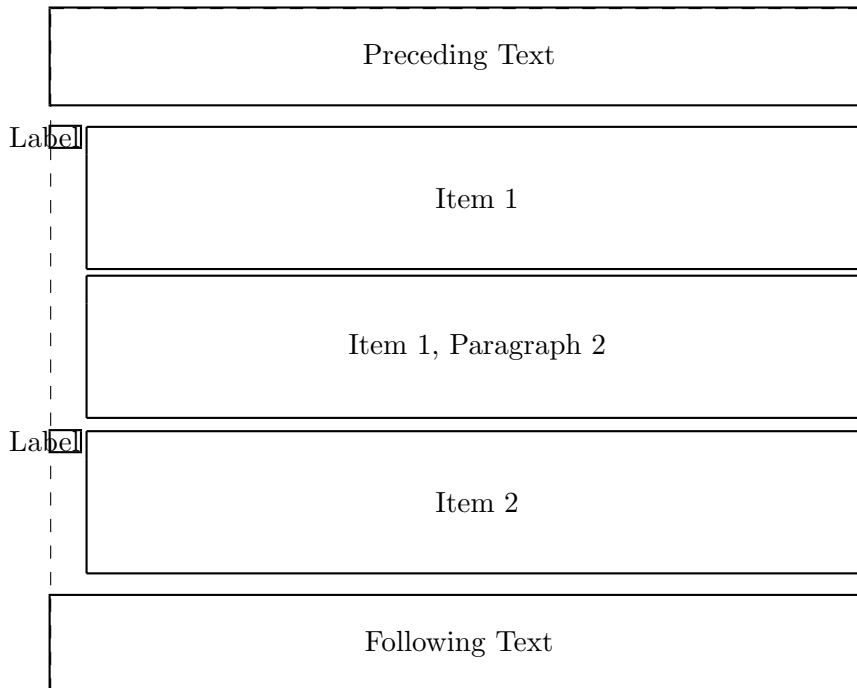 Preceding Text
Label
Item 1
Item 1, Paragraph 2
Label
Item 2
Following Text